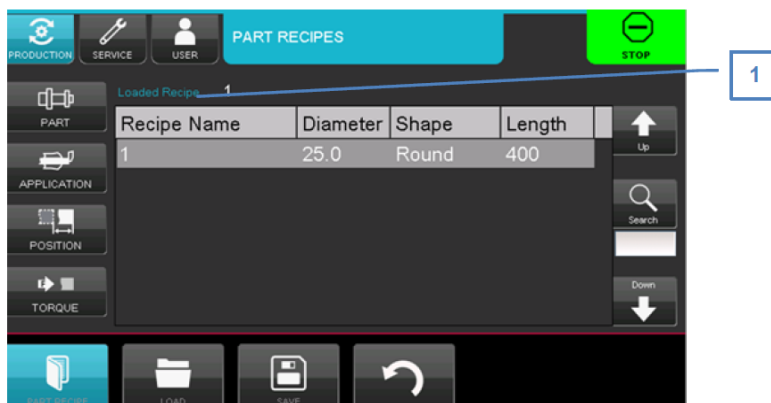 PRODUCTION
SERVICE
USER
PART RECIPES
STOP
1
Loaded Recipe 1
PART
Recipe Name Diameter Shape Length
Up
1 25.0 Round 400
APPLICATION
Search
POSITION
Down
TORQUE
PART RECIPE
LOAD
SAVE